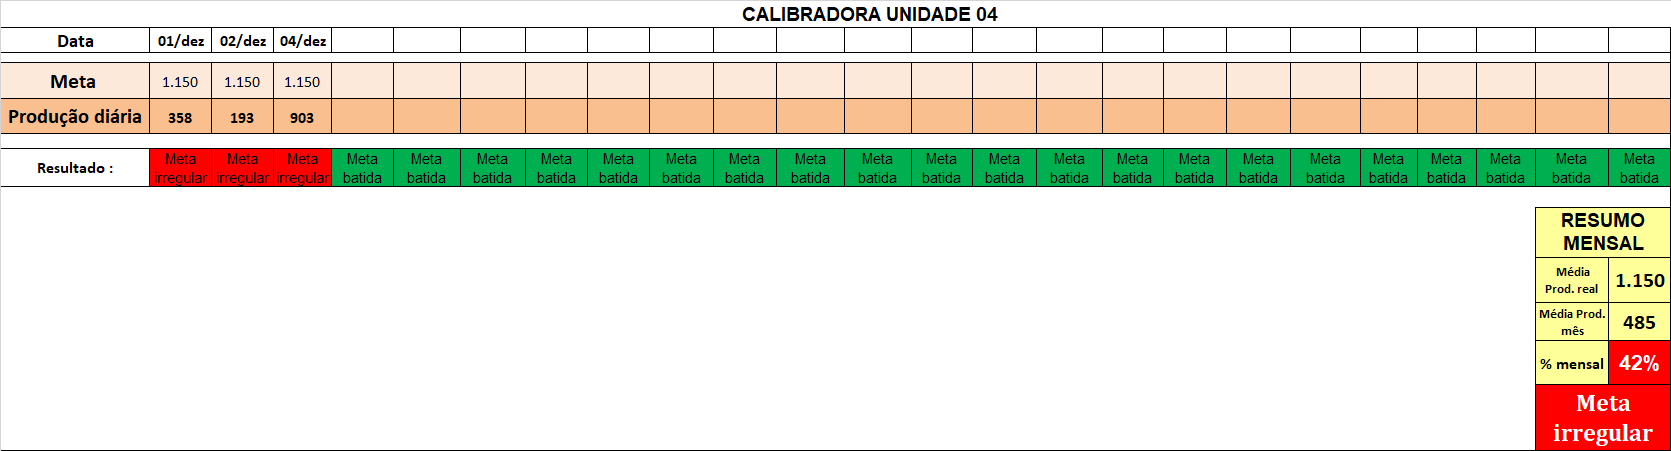 CALIBRADORA UNIDADE 04
Data 01/dez 02/dez 04/dez
Meta 1.150 1.150 1.150
Produção diária 358 193 903
Resultado : Meta irregular Meta irregular Meta irregular Meta batida Meta batida Meta batida Meta batida Meta batida Meta batida Meta batida Meta batida Meta batida Meta batida Meta batida Meta batida Meta batida Meta batida Meta batida Meta batida Meta batida Meta batida Meta batida Meta batida
RESUMO
MENSAL
Média
Prod. real 1.150
Média Prod.
mês 485
% mensal 42%
Meta
irregular